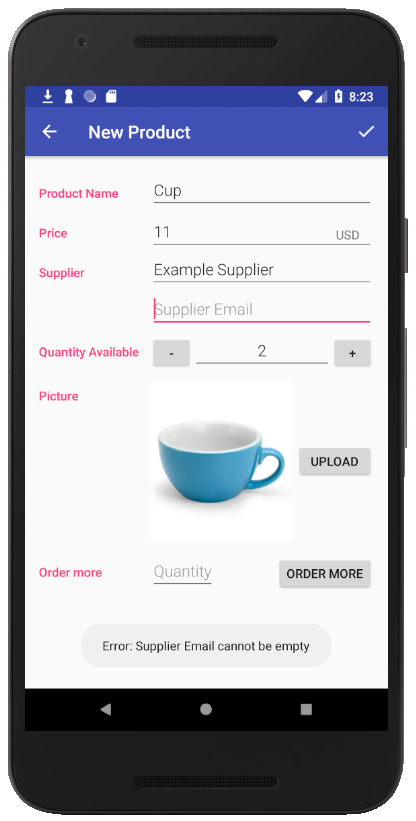 8:23
New Product
Product Name Cup
Price 11 USD
Supplier Example Supplier
Supplier Email
Quantity Available - 2 +
Picture
UPLOAD
Order more Quantity ORDER MORE
Error: Supplier Email cannot be empty